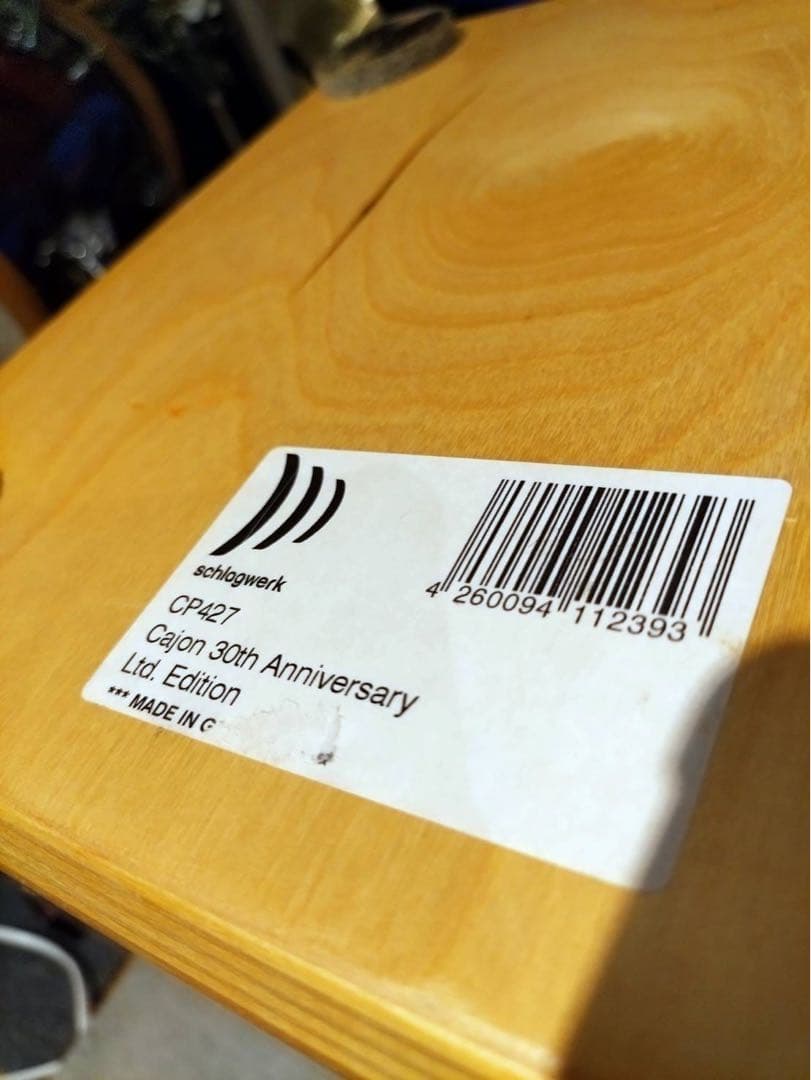 schlagwerk
CP427
Cajon 30th Anniversary
Ltd. Edition
*** MADE IN G
4 260094 112393